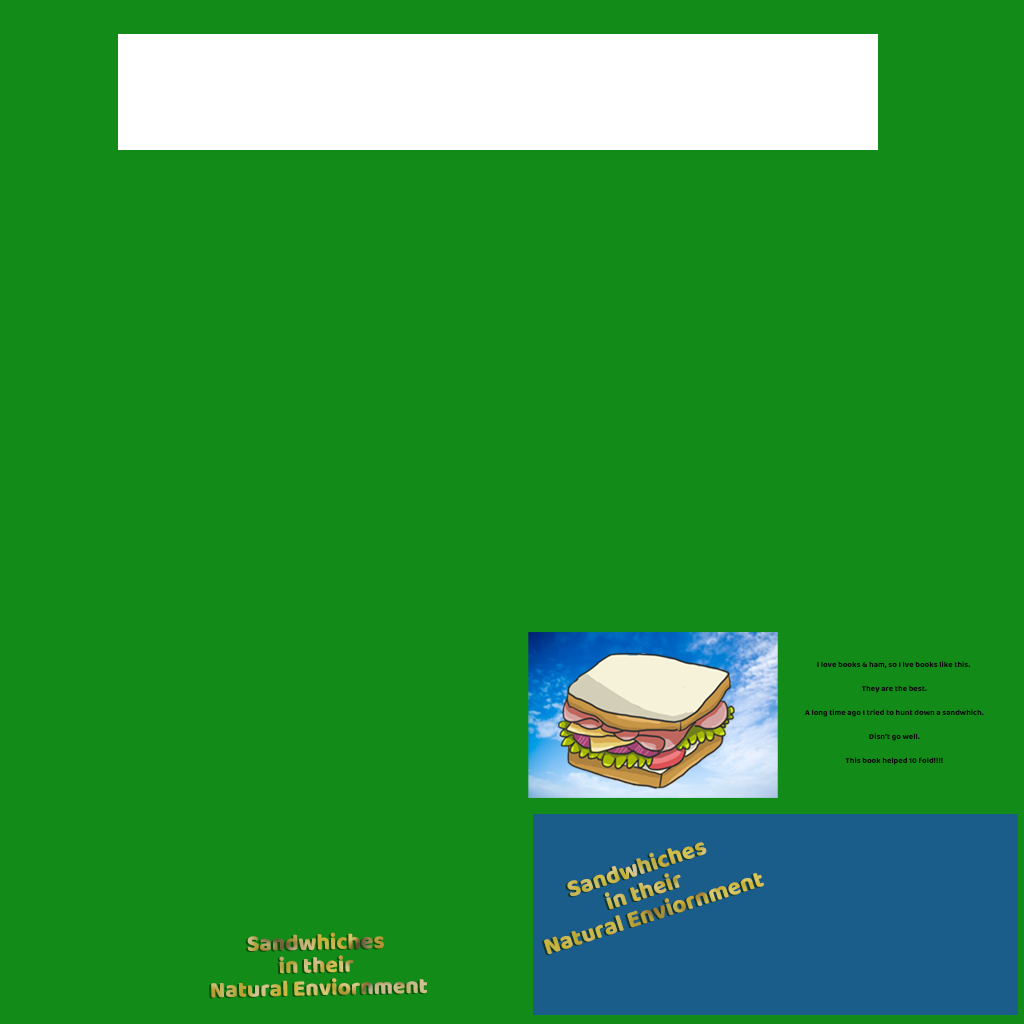 I love books & ham, so I lve books like this.
They are the best.
A long time ago I tried to hunt down a sandwhich.
Disn't go well.
This book helped 10 fold!!!!
Sandwhiches
in their
Natural Enviornment
Sandwhiches
in their
Natural Enviornment